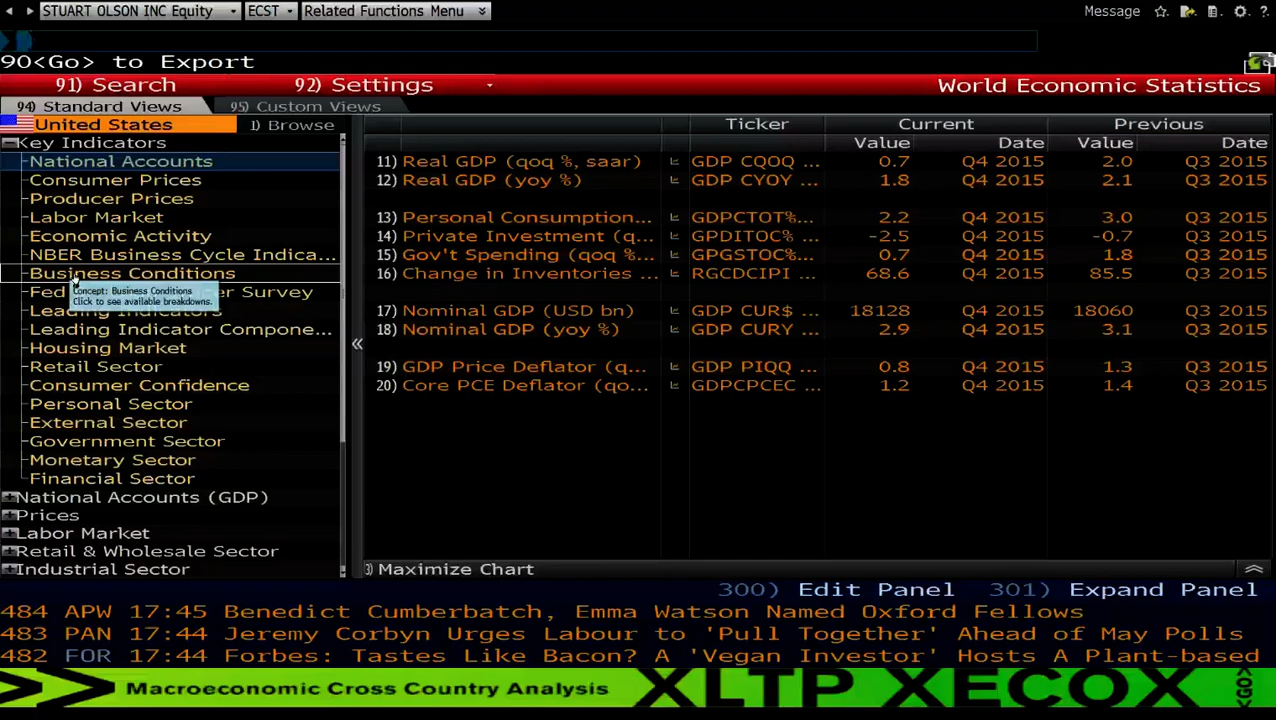 STUART OLSON INC Equity ECST Related Functions Menu Message ?
90<Go> to Export
91) Search 92) Settings World Economic Statistics
94) Standard Views 95) Custom Views
United States 1) Browse Ticker Current Previous
Key Indicators Value Date Value Date
National Accounts 11) Real GDP (qoq %, saar) GDP CQOQ ... 0.7 Q4 2015 2.0 Q3 2015
Consumer Prices 12) Real GDP (yoy %) GDP CYOY ... 1.8 Q4 2015 2.1 Q3 2015
Producer Prices
Labor Market 13) Personal Consumption... GDPCTOT%... 2.2 Q4 2015 3.0 Q3 2015
Economic Activity 14) Private Investment (q... GPDITOC%... -2.5 Q4 2015 -0.7 Q3 2015
NBER Business Cycle Indica... 15) Gov't Spending (qoq %... GPGSTOC%... 0.7 Q4 2015 1.8 Q3 2015
Business Conditions 16) Change in Inventories ... RGCDCIPI ... 68.6 Q4 2015 85.5 Q3 2015
Fed er Survey
Concept: Business Conditions
Click to see available breakdowns.
Leading Indicators 17) Nominal GDP (USD bn) GDP CUR$ ... 18128 Q4 2015 18060 Q3 2015
Leading Indicator Compone... 18) Nominal GDP (yoy %) GDP CURY ... 2.9 Q4 2015 3.1 Q3 2015
Housing Market
Retail Sector 19) GDP Price Deflator (q... GDP PIQQ ... 0.8 Q4 2015 1.3 Q3 2015
Consumer Confidence 20) Core PCE Deflator (qo... GDPCPCEC ... 1.2 Q4 2015 1.4 Q3 2015
Personal Sector
External Sector
Government Sector
Monetary Sector
Financial Sector
National Accounts (GDP)
Prices
Labor Market
Retail & Wholesale Sector
Industrial Sector 3) Maximize Chart
300) Edit Panel 301) Expand Panel
484 APW 17:45 Benedict Cumberbatch, Emma Watson Named Oxford Fellows
483 PAN 17:44 Jeremy Corbyn Urges Labour to 'Pull Together' Ahead of May Polls
482 FOR 17:44 Forbes: Tastes Like Bacon? A 'Vegan Investor' Hosts A Plant-based
Macroeconomic Cross Country Analysis XLTP XECOX <GO>